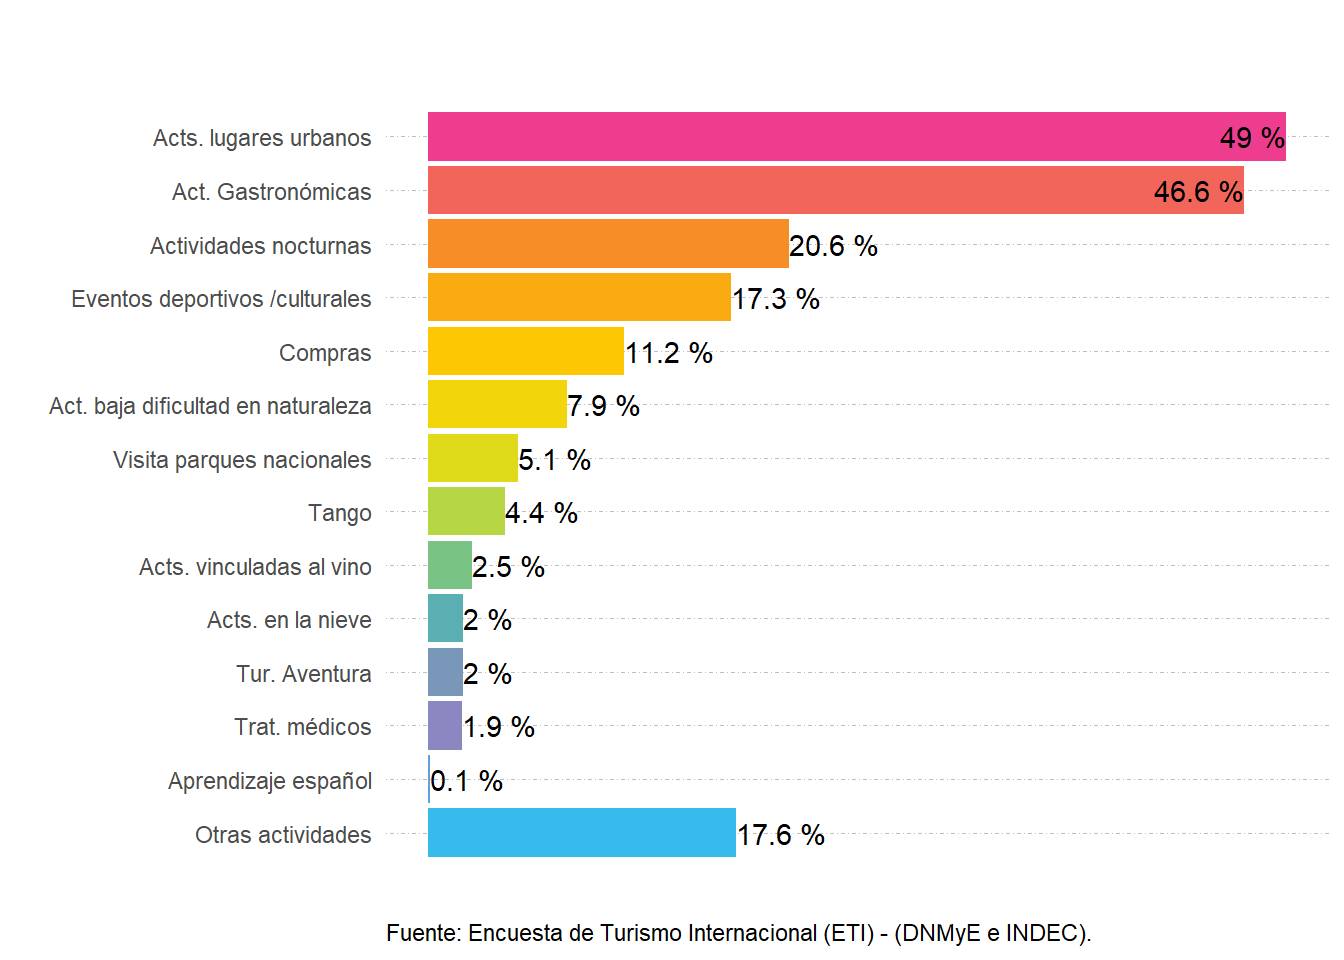 Acts. lugares urbanos 49 %
Act. Gastronómicas 46.6 %
Actividades nocturnas 20.6 %
Eventos deportivos /culturales 17.3 %
Compras 11.2 %
Act. baja dificultad en naturaleza 7.9 %
Visita parques nacionales 5.1 %
Tango 4.4 %
Acts. vinculadas al vino 2.5 %
Acts. en la nieve 2 %
Tur. Aventura 2 %
Trat. médicos 1.9 %
Aprendizaje español 0.1 %
Otras actividades 17.6 %
Fuente: Encuesta de Turismo Internacional (ETI) - (DNMyE e INDEC).